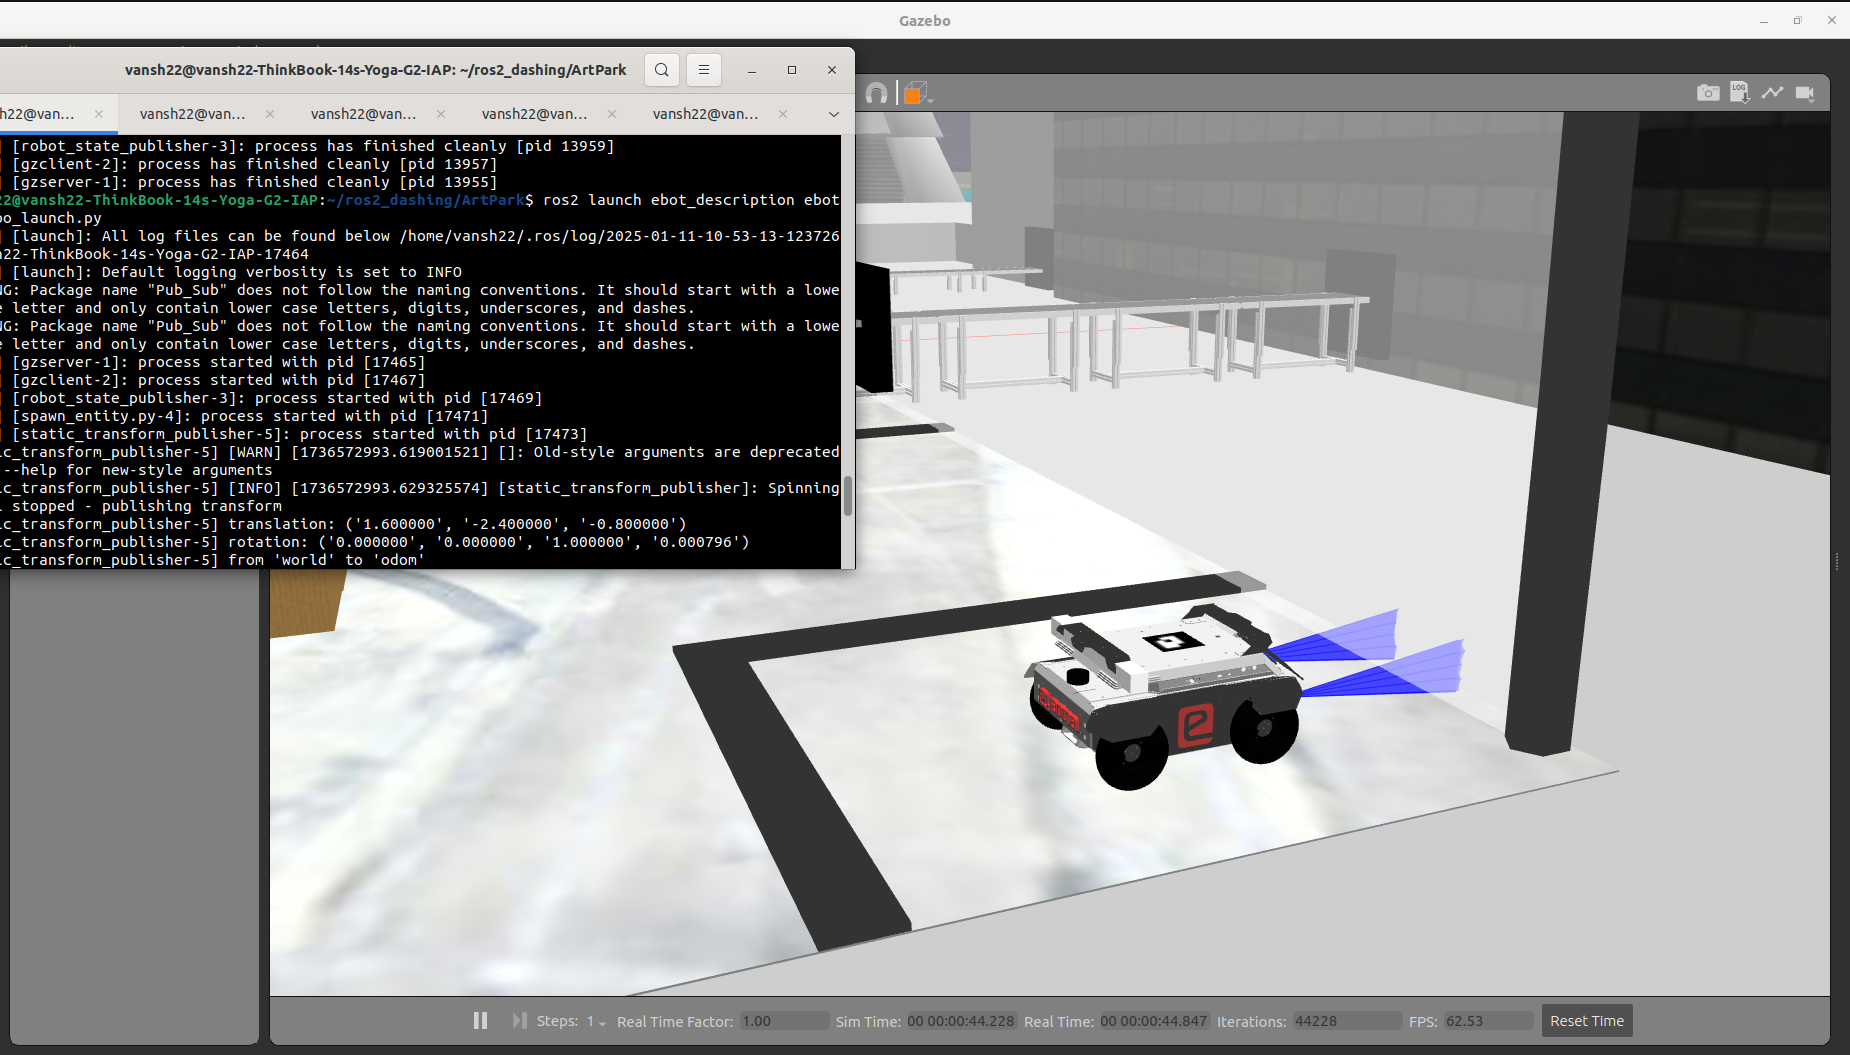 Gazebo
vansh22@vansh22-ThinkBook-14s-Yoga-G2-IAP: ~/ros2_dashing/ArtPark
h22@van... vansh22@van... vansh22@van... vansh22@van... vansh22@van...
LOG
] [robot_state_publisher-3]: process has finished cleanly [pid 13959]
] [gzclient-2]: process has finished cleanly [pid 13957]
] [gzserver-1]: process has finished cleanly [pid 13955]
22@vansh22-ThinkBook-14s-Yoga-G2-IAP:~/ros2_dashing/ArtPark$ ros2 launch ebot_description ebot
bo_launch.py
] [launch]: All log files can be found below /home/vansh22/.ros/log/2025-01-11-10-53-13-123726
h22-ThinkBook-14s-Yoga-G2-IAP-17464
] [launch]: Default logging verbosity is set to INFO
NG: Package name "Pub_Sub" does not follow the naming conventions. It should start with a lowe
e letter and only contain lower case letters, digits, underscores, and dashes.
NG: Package name "Pub_Sub" does not follow the naming conventions. It should start with a lowe
e letter and only contain lower case letters, digits, underscores, and dashes.
] [gzserver-1]: process started with pid [17465]
] [gzclient-2]: process started with pid [17467]
] [robot_state_publisher-3]: process started with pid [17469]
] [spawn_entity.py-4]: process started with pid [17471]
] [static_transform_publisher-5]: process started with pid [17473]
ic_transform_publisher-5] [WARN] [1736572993.619001521] []: Old-style arguments are deprecated
--help for new-style arguments
ic_transform_publisher-5] [INFO] [1736572993.629325574] [static_transform_publisher]: Spinning
l stopped - publishing transform
ic_transform_publisher-5] translation: ('1.600000', '-2.400000', '-0.800000')
ic_transform_publisher-5] rotation: ('0.000000', '0.000000', '1.000000', '0.000796')
ic_transform_publisher-5] from 'world' to 'odom'
e
Steps: 1 Real Time Factor: 1.00 Sim Time: 00 00:00:44.228 Real Time: 00 00:00:44.847 Iterations: 44228 FPS: 62.53 Reset Time